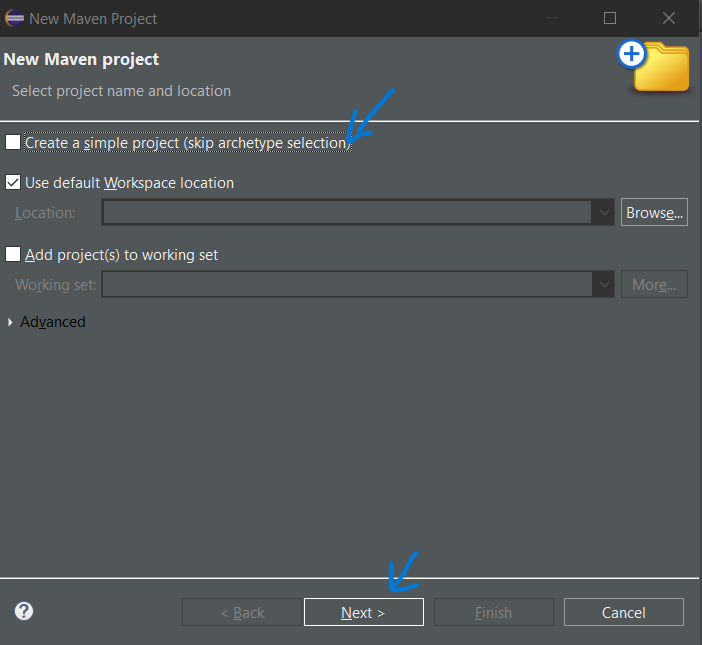 New Maven Project
New Maven project
Select project name and location
Create a simple project (skip archetype selection)
Use default Workspace location
Location:
Browse...
Add project(s) to working set
Working set:
More...
Advanced
?
< Back
Next >
Finish
Cancel